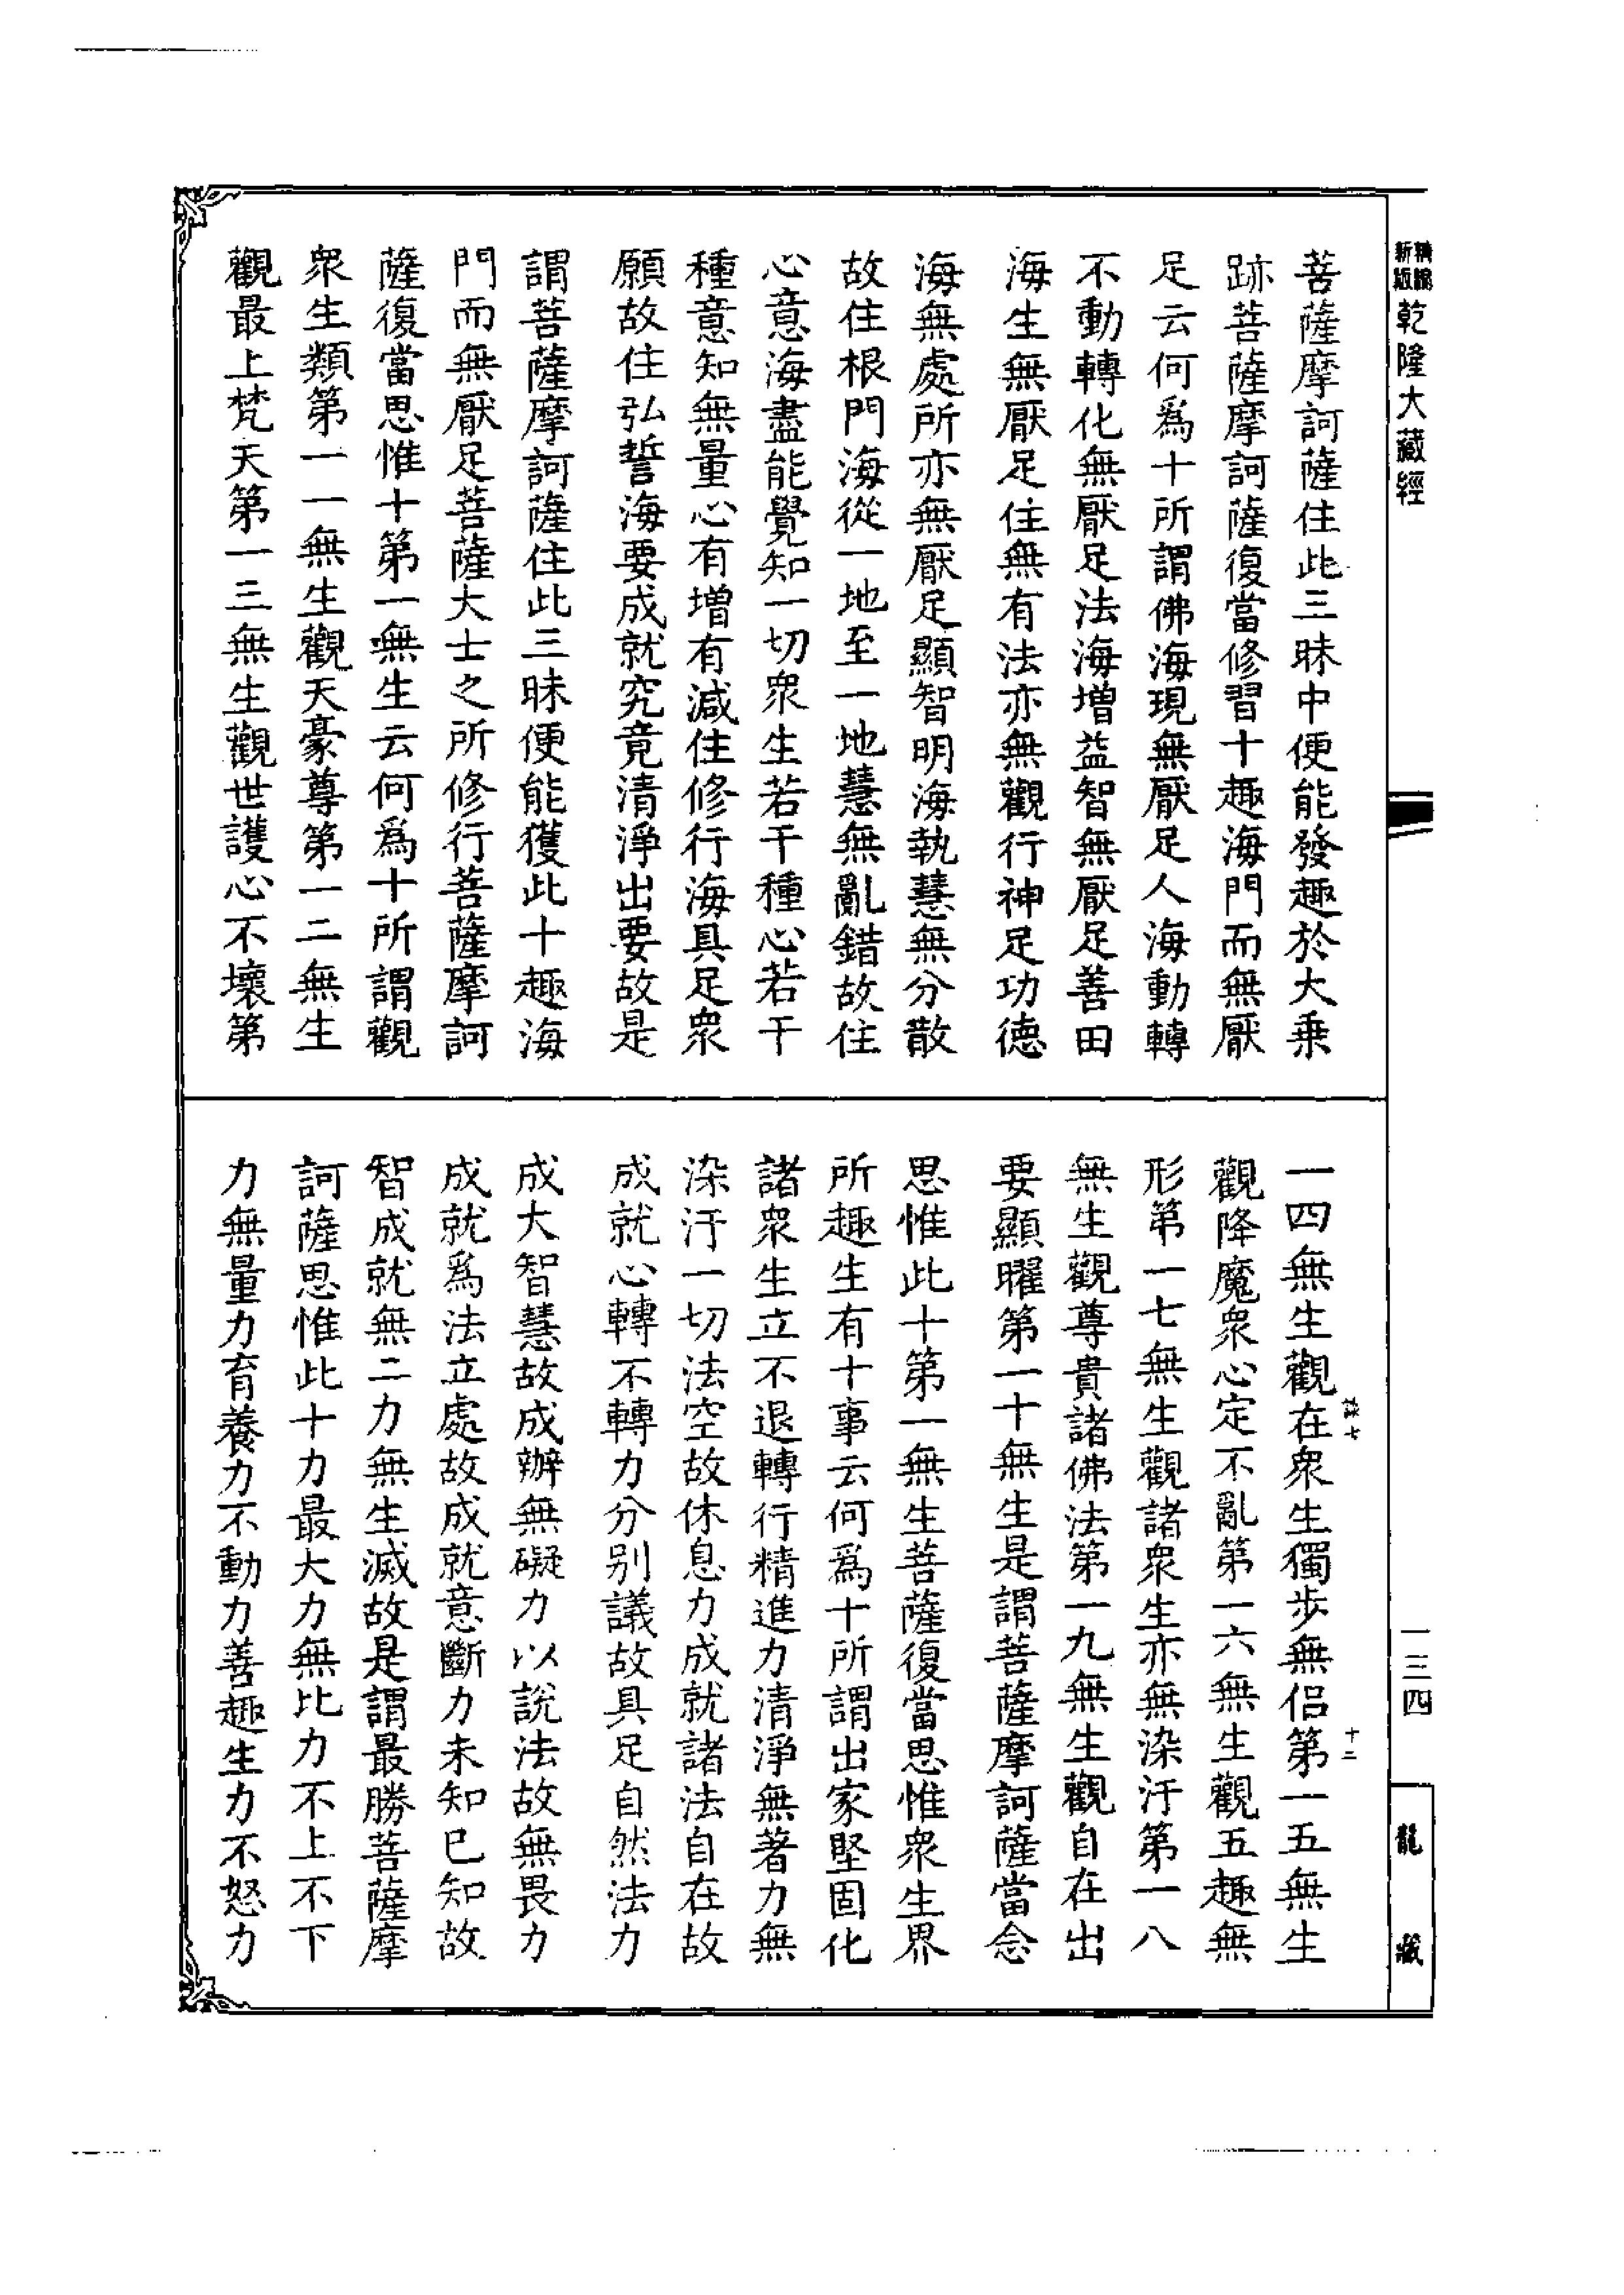 新版
精編
乾隆大藏經
菩薩摩訶薩住此三昧中便能發趣於大乗
跡菩薩摩訶薩復當修習十趣海門而無厭
足云何爲十所謂佛海現無厭足人海動轉
不動轉化無厭足法海增益智無厭足善田
海生無厭足住無有法亦無觀行神足功德
海無處所亦無厭足顯智明海執慧無分散
故住根門海從一地至一地慧無亂錯故住
心意海盡能覺知一切衆生若干種心若干
種意知無量心有增有減住修行海具足衆
願故住弘誓海要成就究竟清淨出要故是
謂菩薩摩訶薩住此三昧便能獲此十趣海
門而無厭足菩薩大士之所修行菩薩摩訶
薩復當思惟十第一無生云何爲十所謂觀
衆生類第一一無生觀天豪尊第一二無生
觀最上梵天第一三無生觀世護心不壞第
一四無生觀在衆生獨步無侣第一五無生
觀降魔衆心定不亂第一六無生觀五趣無
形第一七無生觀諸衆生亦無染汙第一八
無生觀尊貴諸佛法第一九無生觀自在出
要顯曜第一十無生是謂菩薩摩訶薩當念
思惟此十第一無生菩薩復當思惟衆生界
所趣生有十事云何爲十所謂出家堅固化
諸衆生立不退轉行精進力清淨無著力無
染汙一切法空故休息力成就諸法自在故
成就心轉不轉力分别議故具足自然法力
成大智慧故成辦無礙力以說法故無畏力
成就爲法立處故成就意斷力未知已知故
智成就無二力無生滅故是謂最勝菩薩摩
訶薩思惟此十力最大力無比力不上不下
力無量力育養力不動力善趣生力不怒力
七
十二
一三四
龍藏